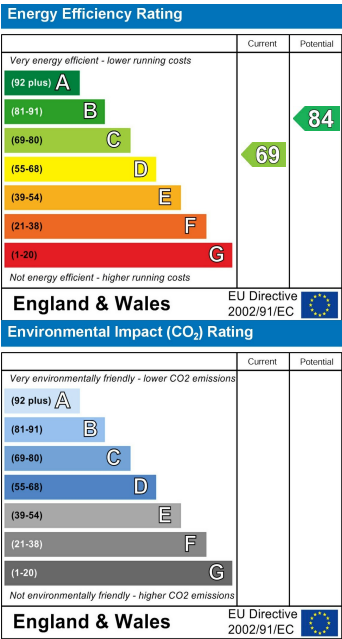 Energy Efficiency Rating
Current Potential
Very energy efficient - lower running costs
(92 plus) A
(81-91) B
84
(69-80) C
69
(55-68) D
(39-54) E
(21-38) F
(1-20) G
Not energy efficient - higher running costs
England & Wales
EU Directive
2002/91/EC
Environmental Impact (CO₂) Rating
Current Potential
Very environmentally friendly - lower CO2 emissions
(92 plus) A
(81-91) B
(69-80) C
(55-68) D
(39-54) E
(21-38) F
(1-20) G
Not environmentally friendly - higher CO2 emissions
England & Wales
EU Directive
2002/91/EC